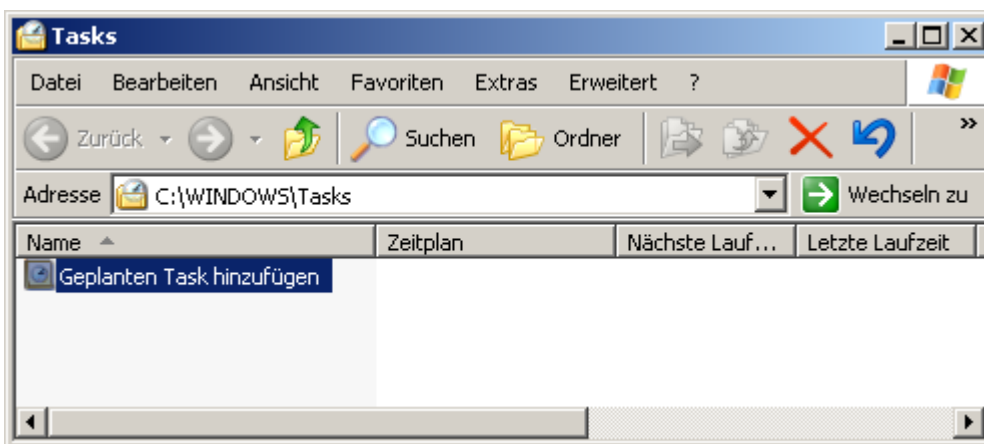 Tasks
Datei Bearbeiten Ansicht Favoriten Extras Erweitert ?
Zurück Suchen Ordner »
Adresse C:\WINDOWS\Tasks Wechseln zu
Name Zeitplan Nächste Lauf... Letzte Laufzeit
Geplanten Task hinzufügen